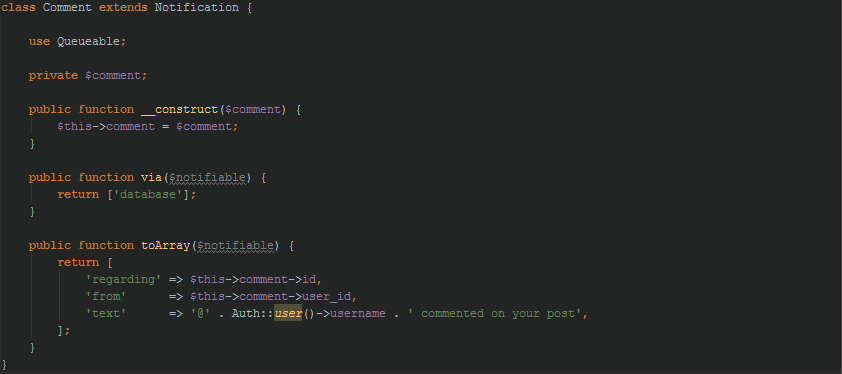 class Comment extends Notification {
use Queueable;
private $comment;
public function __construct($comment) {
$this->comment = $comment;
}
public function via($notifiable) {
return ['database'];
}
public function toArray($notifiable) {
return [
'regarding' => $this->comment->id,
'from'      => $this->comment->user_id,
'text'      => '@' . Auth::user()->username . ' commented on your post',
];
}
}